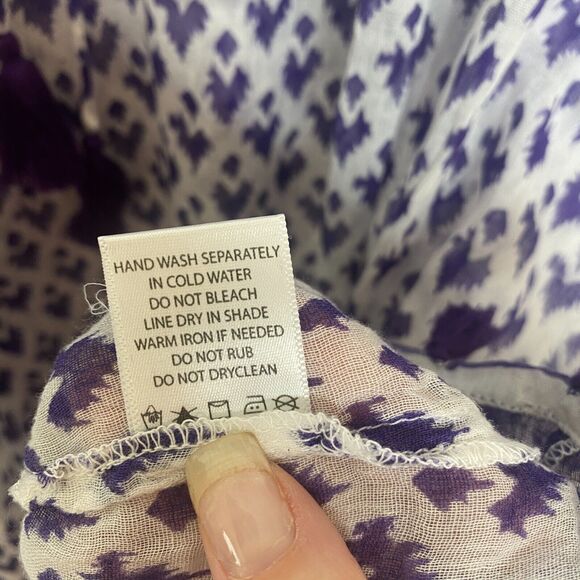 HAND WASH SEPARATELY
IN COLD WATER
DO NOT BLEACH
LINE DRY IN SHADE
WARM IRON IF NEEDED
DO NOT RUB
DO NOT DRYCLEAN